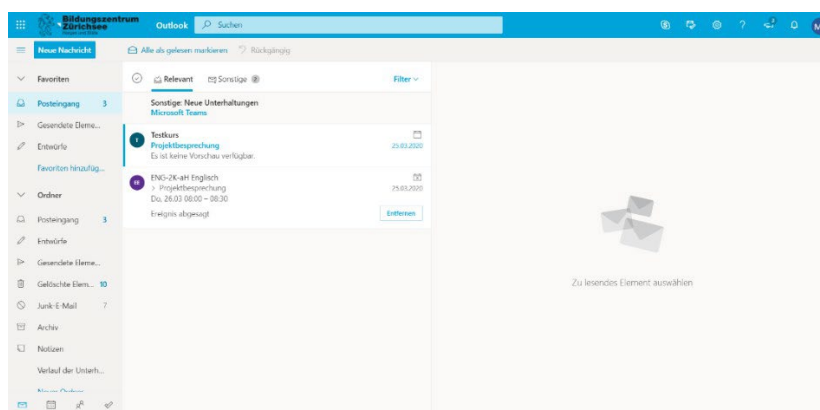 Bildungszentrum
Zürichsee
Outlook
Suchen
?
Neue Nachricht
Alle als gelesen markieren
Rückgängig
Favoriten
Relevant
Sonstige 2
Filter
Posteingang 3
Sonstige: Neue Unterhaltungen
Microsoft Teams
Gesendete Eleme...
Entwürfe
T
Testkurs
Projektbesprechung
25.03.2020
Es ist keine Vorschau verfügbar.
Favoriten hinzufüg...
Ordner
ENG-2K-aH Englisch
> Projektbesprechung
25.03.2020
Do, 26.03 08:00 – 08:30
Ereignis abgesagt
Entfernen
Posteingang 3
Entwürfe
Gesendete Eleme...
Gelöschte Elem... 10
Junk-E-Mail 7
Archiv
Notizen
Verlauf der Unterh...
Zu lesendes Element auswählen